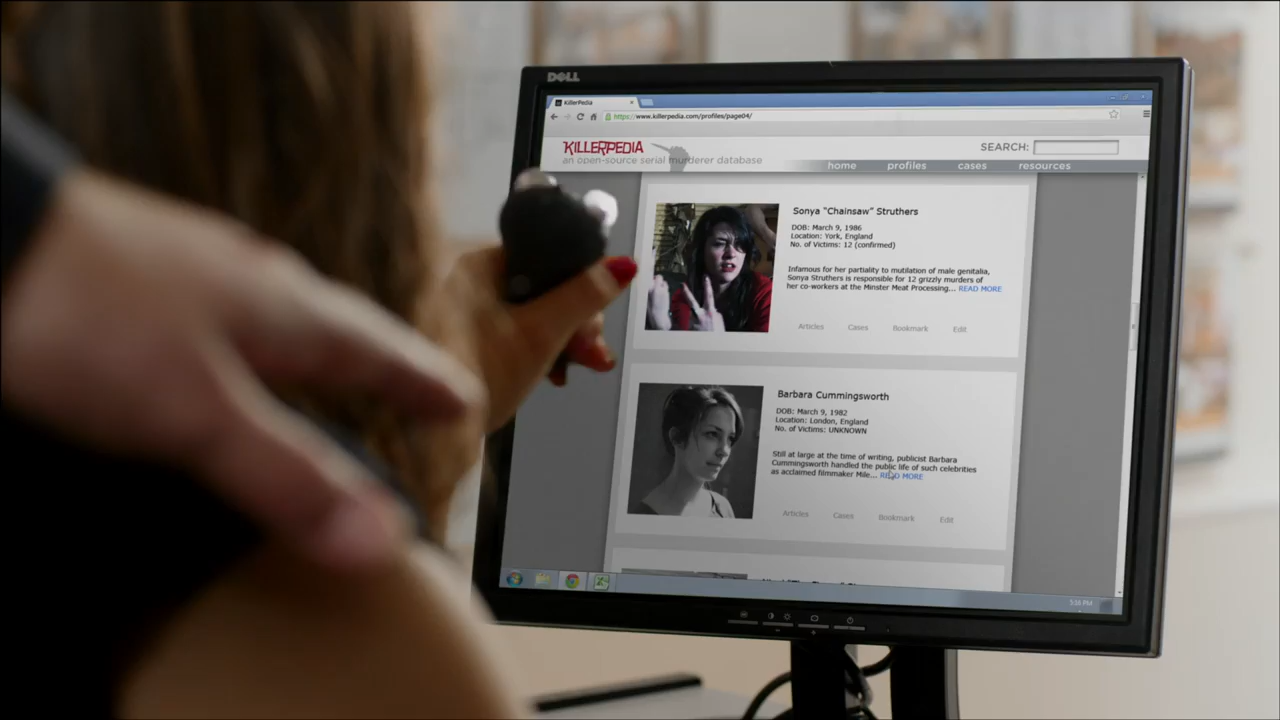 DELL
KillerPedia
https://www.killerpedia.com/profiles/page04/
KILLERPEDIA
an open-source serial murderer database
SEARCH:
home profiles cases resources
Sonya "Chainsaw" Struthers
DOB: March 9, 1986
Location: York, England
No. of Victims: 12 (confirmed)
Infamous for her partiality to mutilation of male genitalia,
Sonya Struthers is responsible for 12 grizzly murders of
her co-workers at the Minster Meat Processing... READ MORE
Articles Cases Bookmark Edit
Barbara Cummingsworth
DOB: March 9, 1982
Location: London, England
No. of Victims: UNKNOWN
Still at large at the time of writing, publicist Barbara
Cummingsworth handled the public life of such celebrities
as acclaimed filmmaker Mile... READ MORE
Articles Cases Bookmark Edit